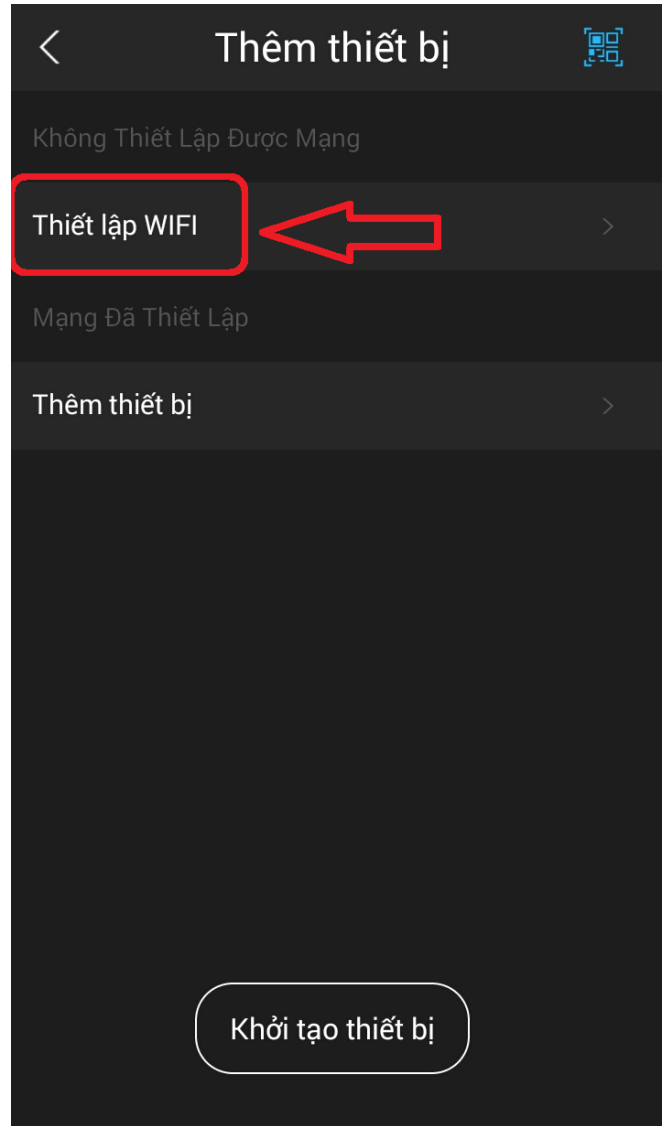 Thêm thiết bị
Không Thiết Lập Được Mạng
Thiết lập WIFI
Mạng Đã Thiết Lập
Thêm thiết bị
Khởi tạo thiết bị